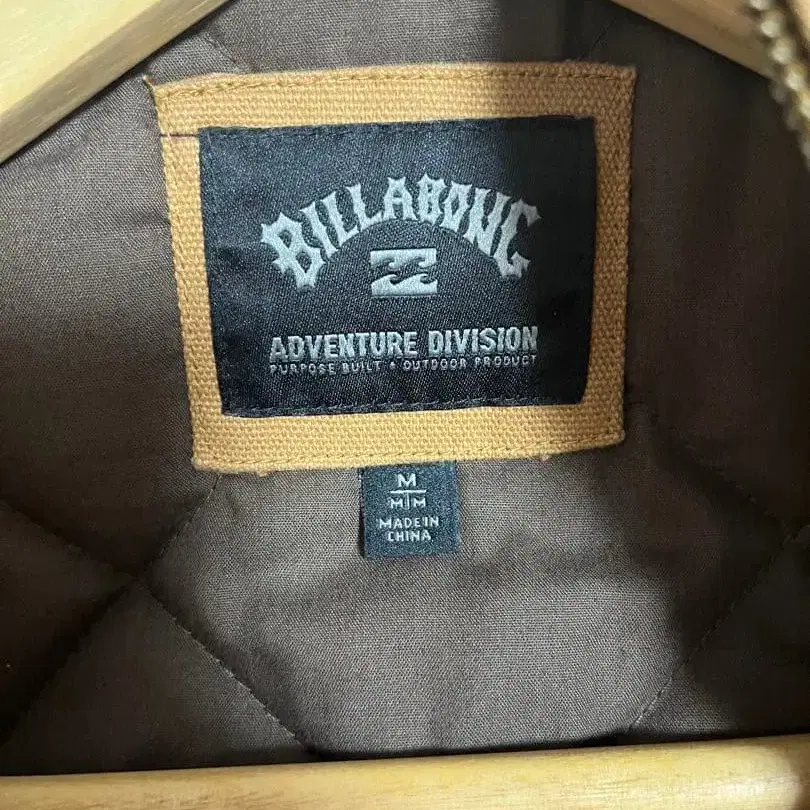 BILLABONG
ADVENTURE DIVISION
PURPOSE BUILT • OUTDOOR PRODUCT
M
M|M
MADE IN
CHINA